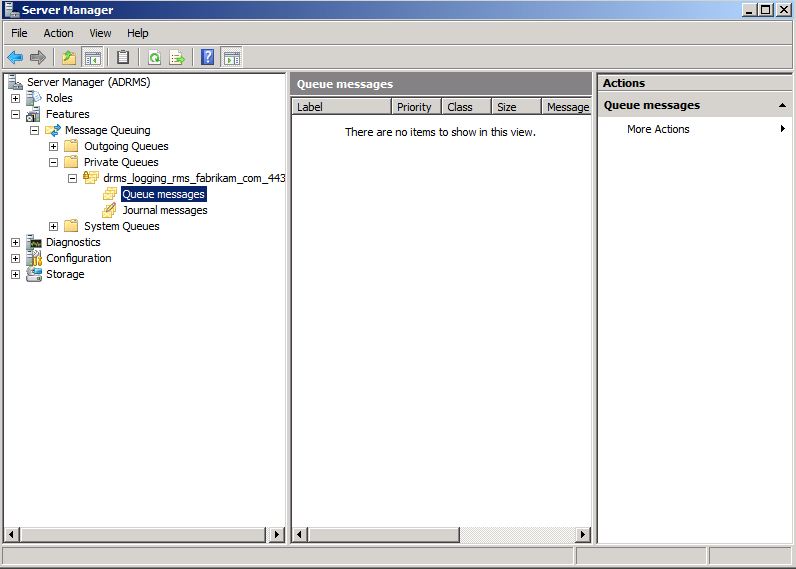 Server Manager
File Action View Help
Server Manager (ADRMS)
Roles
Features
Message Queuing
Outgoing Queues
Private Queues
drms_logging_rms_fabrikam_com_443
Queue messages
Journal messages
System Queues
Diagnostics
Configuration
Storage
Queue messages
Label Priority Class Size Message
There are no items to show in this view.
Actions
Queue messages
More Actions